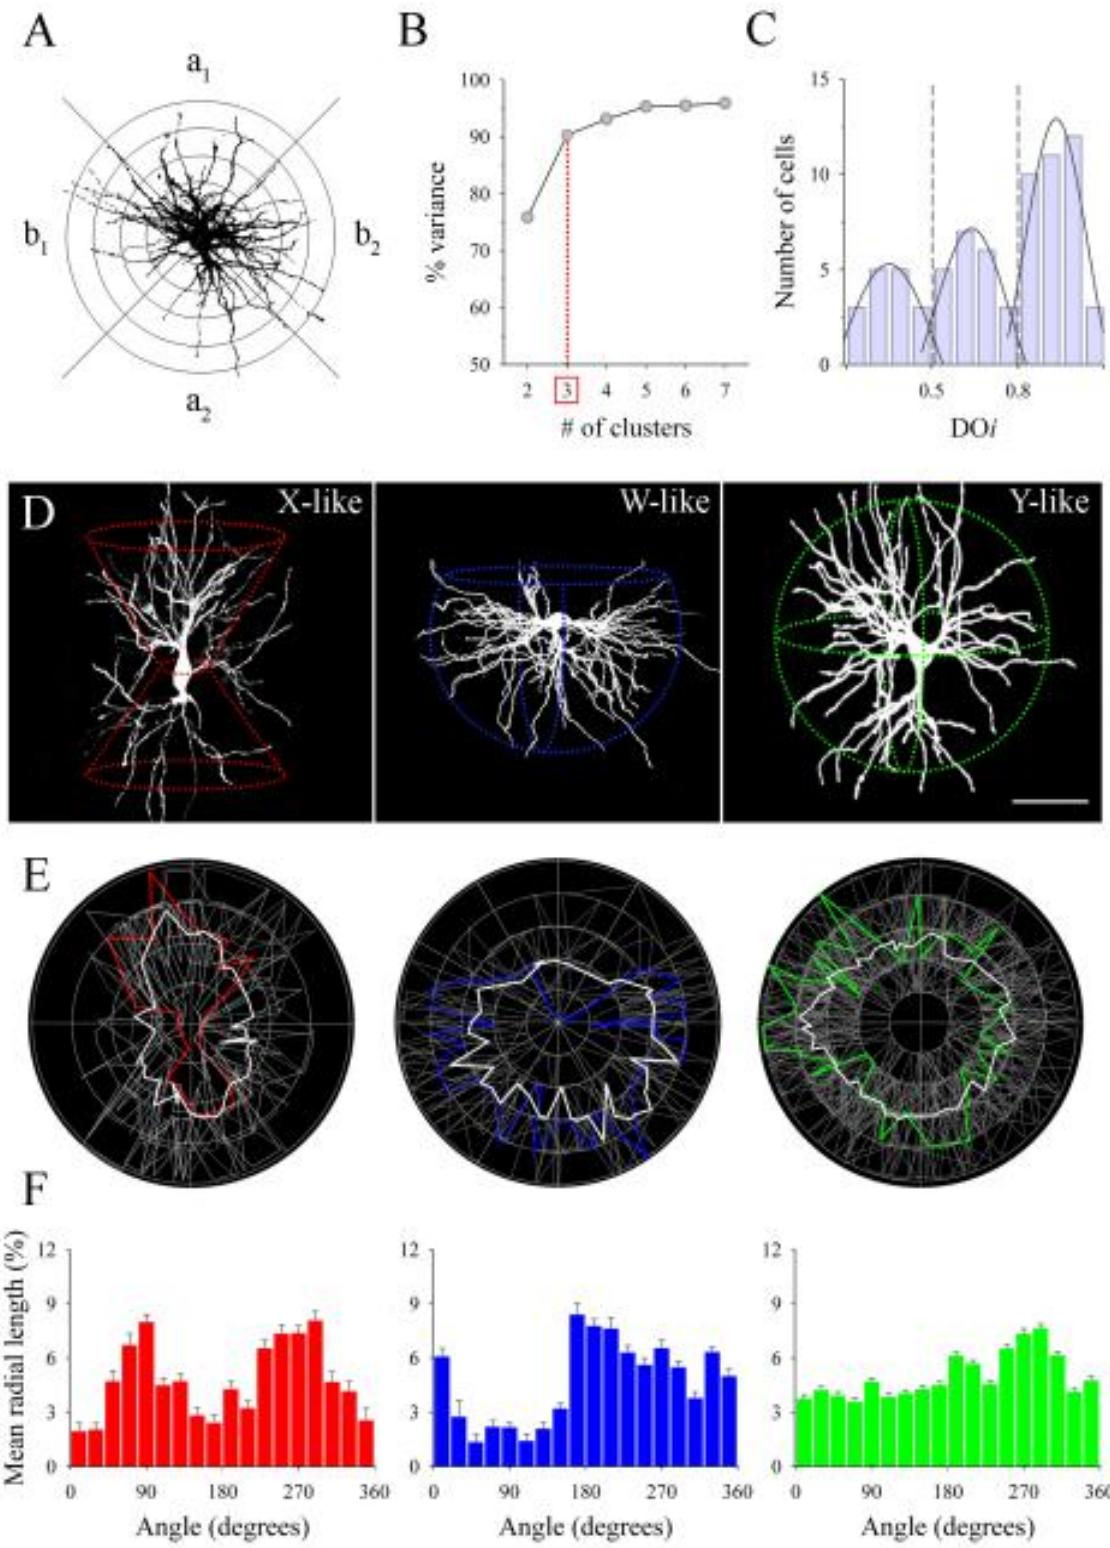 A
a1
b1
b2
a2
B
100
90
80
70
60
50
% variance
2 3 4 5 6 7
# of clusters
C
15
10
5
0
Number of cells
0.5 0.8
DOi
D
X-like
W-like
Y-like
E
F
Mean radial length (%)
12
9
6
3
0
0 90 180 270 360
Angle (degrees)
12
9
6
3
0
0 90 180 270 360
Angle (degrees)
12
9
6
3
0
0 90 180 270 360
Angle (degrees)